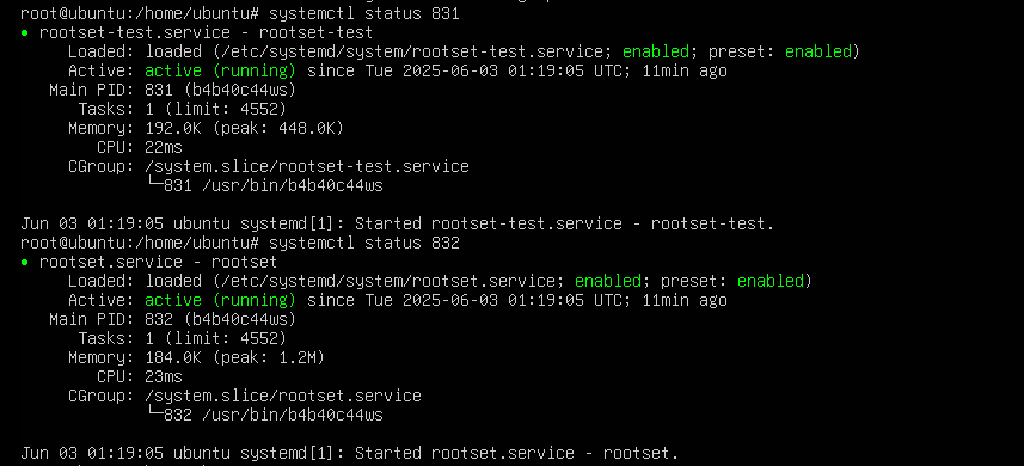 root@ubuntu:/home/ubuntu# systemctl status 831
● rootset-test.service - rootset-test
Loaded: loaded (/etc/systemd/system/rootset-test.service; enabled; preset: enabled)
Active: active (running) since Tue 2025-06-03 01:19:05 UTC; 11min ago
Main PID: 831 (b4b40c44ws)
Tasks: 1 (limit: 4552)
Memory: 192.0K (peak: 448.0K)
CPU: 22ms
CGroup: /system.slice/rootset-test.service
└─831 /usr/bin/b4b40c44ws

Jun 03 01:19:05 ubuntu systemd[1]: Started rootset-test.service - rootset-test.
root@ubuntu:/home/ubuntu# systemctl status 832
● rootset.service - rootset
Loaded: loaded (/etc/systemd/system/rootset.service; enabled; preset: enabled)
Active: active (running) since Tue 2025-06-03 01:19:05 UTC; 11min ago
Main PID: 832 (b4b40c44ws)
Tasks: 1 (limit: 4552)
Memory: 184.0K (peak: 1.2M)
CPU: 23ms
CGroup: /system.slice/rootset.service
└─832 /usr/bin/b4b40c44ws

Jun 03 01:19:05 ubuntu systemd[1]: Started rootset.service - rootset.